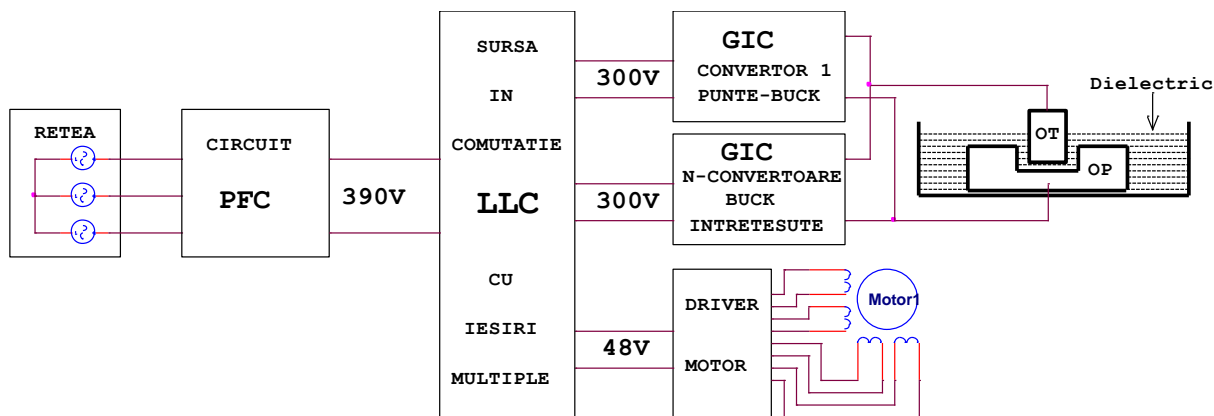 RETEA
CIRCUIT
PFC
390V
SURSA
IN
COMUTATIE
LLC
CU
IESIRI
MULTIPLE
300V
300V
48V
GIC
CONVERTOR 1
PUNTE-BUCK
GIC
N-CONVERTOARE
BUCK
INTRETESUTE
DRIVER
MOTOR
Motor1
Dielectric
OT
OP